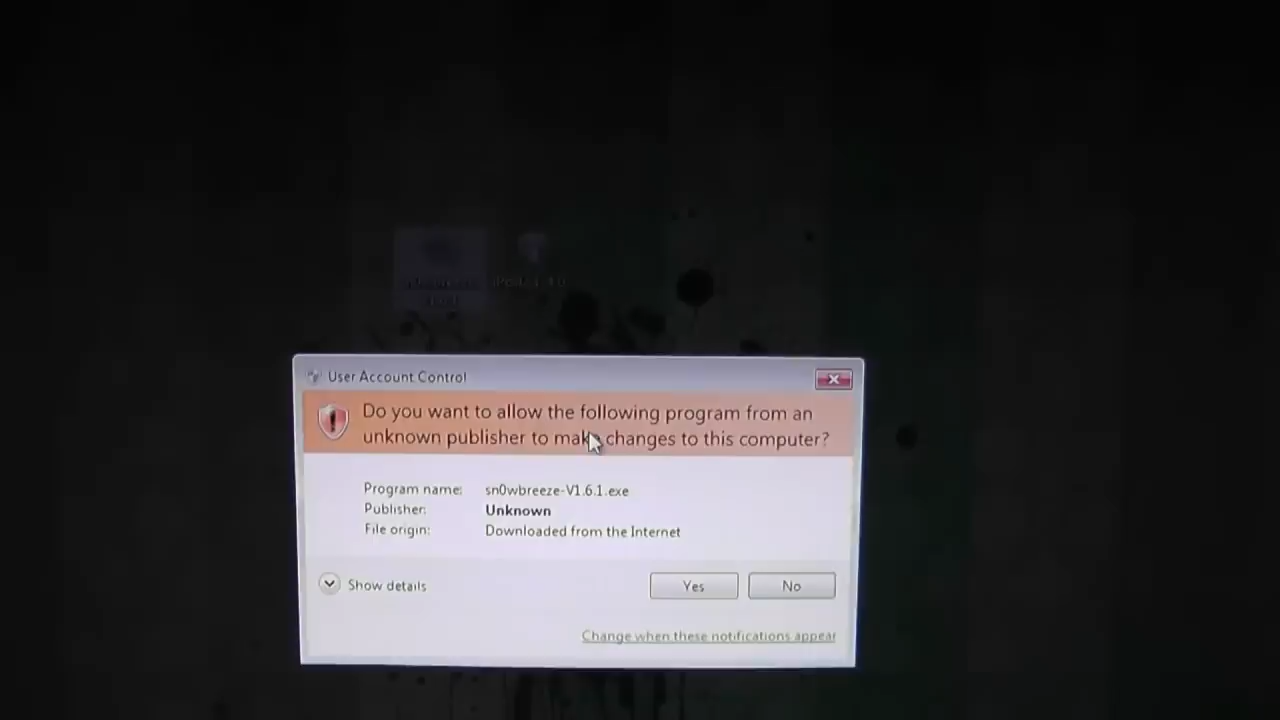 User Account Control
Do you want to allow the following program from an
unknown publisher to make changes to this computer?
Program name: sn0wbreeze-V1.6.1.exe
Publisher: Unknown
File origin: Downloaded from the Internet
Show details
Yes
No
Change when these notifications appear